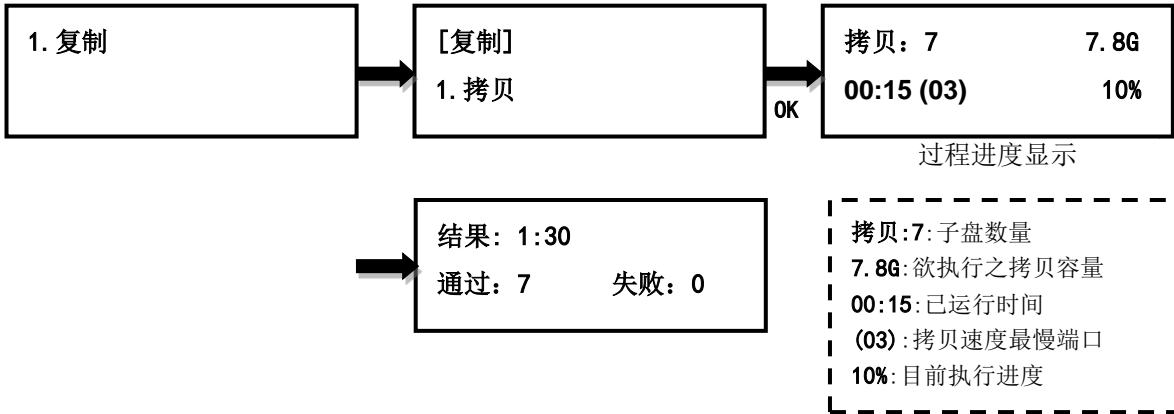 1.复制
[复制]
1.拷贝
OK
拷贝: 7 7.8G
00:15 (03) 10%
过程进度显示
结果: 1:30
通过: 7 失败: 0
拷贝:7:子盘数量
7.8G:欲执行之拷贝容量
00:15:已运行时间
(03):拷贝速度最慢端口
10%:目前执行进度